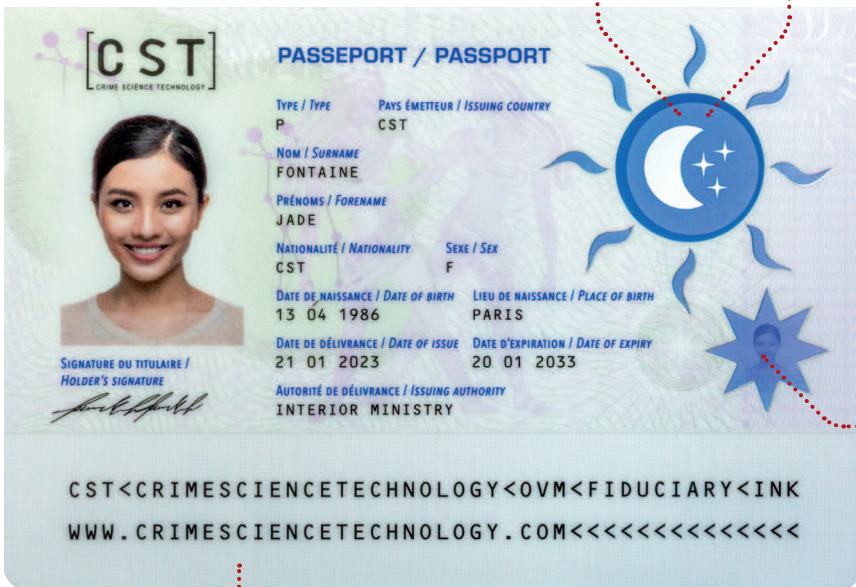 [CST]
CRIME SCIENCE TECHNOLOGY
PASSEPORT / PASSPORT
TYPE / TYPE PAYS ÉMETTEUR / ISSUING COUNTRY
P CST
NOM / SURNAME
FONTAINE
PRÉNOMS / FORENAME
JADE
NATIONALITÉ / NATIONALITY SEXE / SEX
CST F
DATE DE NAISSANCE / DATE OF BIRTH LIEU DE NAISSANCE / PLACE OF BIRTH
13 04 1986 PARIS
DATE DE DÉLIVRANCE / DATE OF ISSUE DATE D'EXPIRATION / DATE OF EXPIRY
21 01 2023 20 01 2033
AUTORITÉ DE DÉLIVRANCE / ISSUING AUTHORITY
INTERIOR MINISTRY
SIGNATURE DU TITULAIRE /
HOLDER'S SIGNATURE
CST<CRIMESCIENCETECHNOLOGY<OVM<FIDUCIARY<INK
WWW.CRIMESCIENCETECHNOLOGY.COM<<<<<<<<<<<<<<